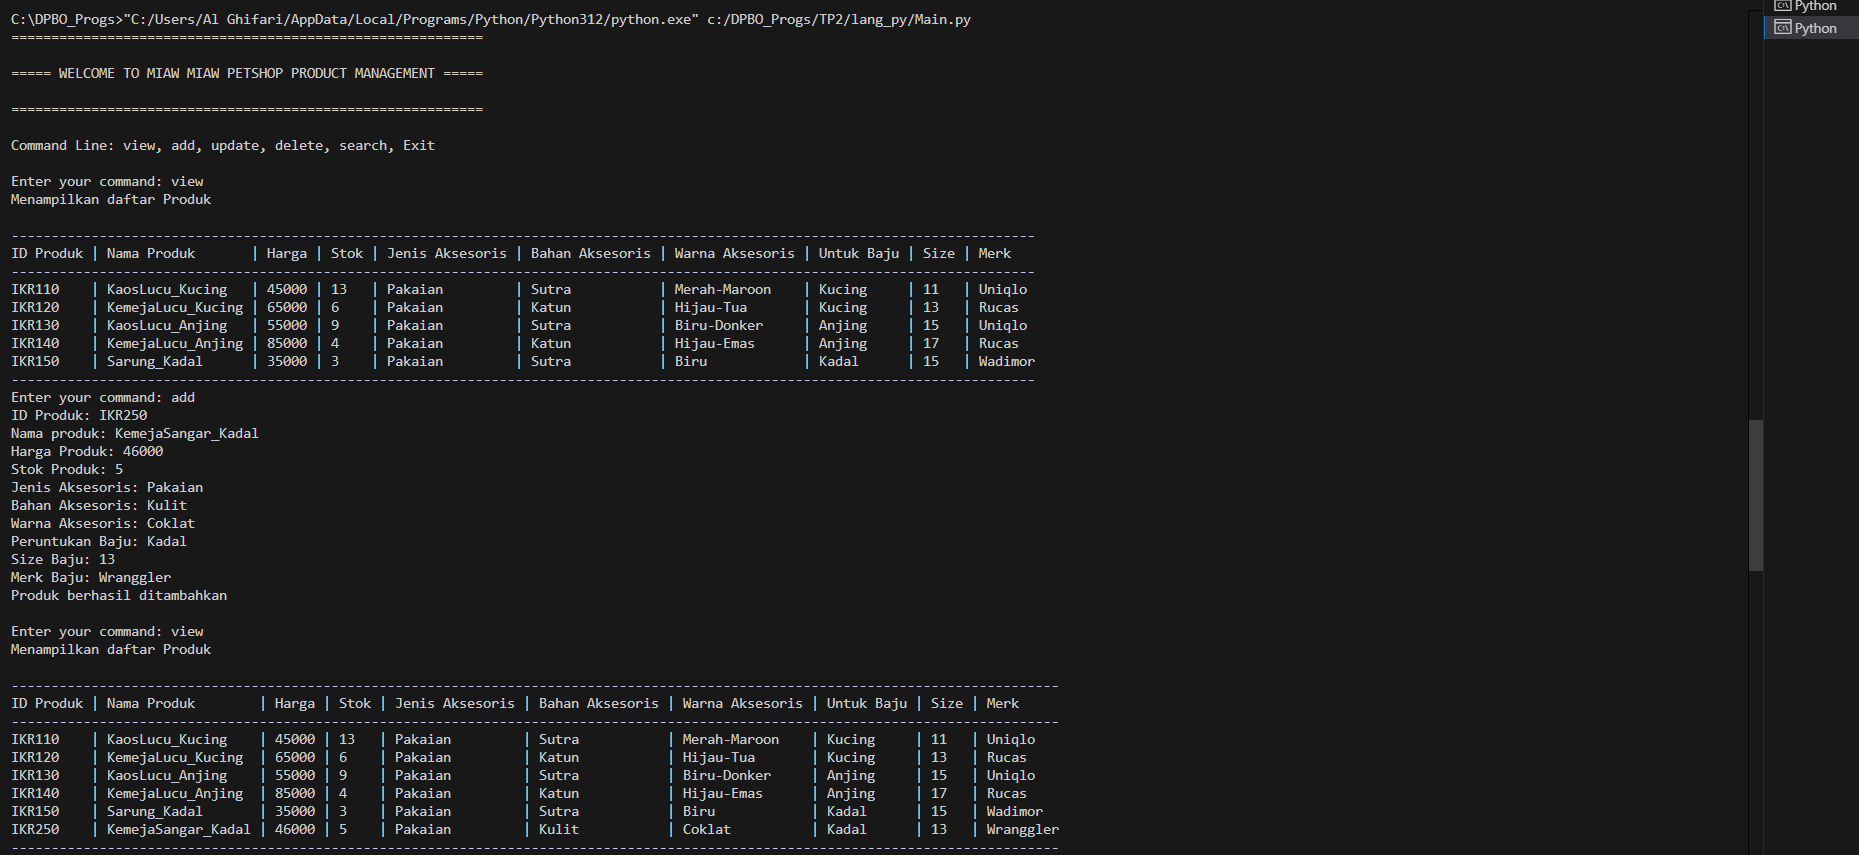 C:\DPBO_Progs>"C:/Users/Al Ghifari/AppData/Local/Programs/Python/Python312/python.exe" c:/DPBO_Progs/TP2/lang_py/Main.py
===========================================================
===== WELCOME TO MIAW MIAW PETSHOP PRODUCT MANAGEMENT =====
===========================================================
Command Line: view, add, update, delete, search, Exit
Enter your command: view
Menampilkan daftar Produk
--------------------------------------------------------------------------------------------------------------------------------
ID Produk | Nama Produk       | Harga | Stok | Jenis Aksesoris | Bahan Aksesoris | Warna Aksesoris | Untuk Baju | Size | Merk
--------------------------------------------------------------------------------------------------------------------------------
IKR110    | KaosLucu_Kucing   | 45000 | 13   | Pakaian         | Sutra           | Merah-Maroon    | Kucing     | 11   | Uniqlo
IKR120    | KemejaLucu_Kucing | 65000 | 6    | Pakaian         | Katun           | Hijau-Tua       | Kucing     | 13   | Rucas
IKR130    | KaosLucu_Anjing   | 55000 | 9    | Pakaian         | Sutra           | Biru-Donker     | Anjing     | 15   | Uniqlo
IKR140    | KemejaLucu_Anjing | 85000 | 4    | Pakaian         | Katun           | Hijau-Emas      | Anjing     | 17   | Rucas
IKR150    | Sarung_Kadal      | 35000 | 3    | Pakaian         | Sutra           | Biru            | Kadal      | 15   | Wadimor
--------------------------------------------------------------------------------------------------------------------------------
Enter your command: add
ID Produk: IKR250
Nama produk: KemejaSangar_Kadal
Harga Produk: 46000
Stok Produk: 5
Jenis Aksesoris: Pakaian
Bahan Aksesoris: Kulit
Warna Aksesoris: Coklat
Peruntukan Baju: Kadal
Size Baju: 13
Merk Baju: Wranggler
Produk berhasil ditambahkan
Enter your command: view
Menampilkan daftar Produk
-----------------------------------------------------------------------------------------------------------------------------------
ID Produk | Nama Produk        | Harga | Stok | Jenis Aksesoris | Bahan Aksesoris | Warna Aksesoris | Untuk Baju | Size | Merk
-----------------------------------------------------------------------------------------------------------------------------------
IKR110    | KaosLucu_Kucing    | 45000 | 13   | Pakaian         | Sutra           | Merah-Maroon    | Kucing     | 11   | Uniqlo
IKR120    | KemejaLucu_Kucing  | 65000 | 6    | Pakaian         | Katun           | Hijau-Tua       | Kucing     | 13   | Rucas
IKR130    | KaosLucu_Anjing    | 55000 | 9    | Pakaian         | Sutra           | Biru-Donker     | Anjing     | 15   | Uniqlo
IKR140    | KemejaLucu_Anjing  | 85000 | 4    | Pakaian         | Katun           | Hijau-Emas      | Anjing     | 17   | Rucas
IKR150    | Sarung_Kadal       | 35000 | 3    | Pakaian         | Sutra           | Biru            | Kadal      | 15   | Wadimor
IKR250    | KemejaSangar_Kadal | 46000 | 5    | Pakaian         | Kulit           | Coklat          | Kadal      | 13   | Wranggler
-----------------------------------------------------------------------------------------------------------------------------------
Python
Python